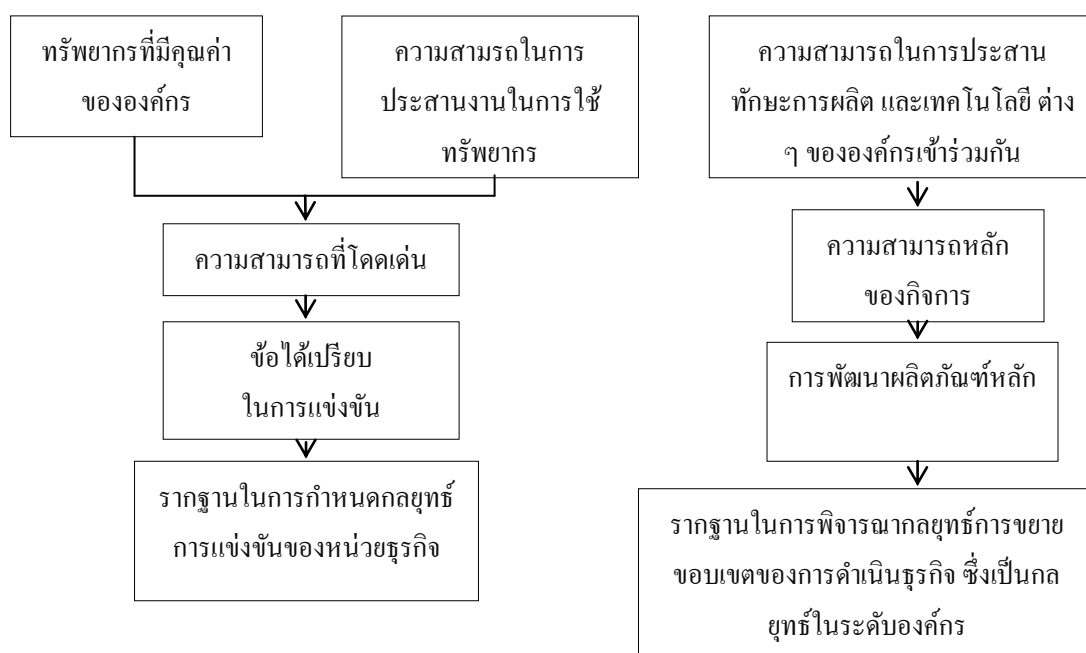 ทรัพยากรที่มีคุณค่า
ขององค์กร
ความสามรถในการ
ประสานงานในการใช้
ทรัพยากร
ความสามารถที่โดดเด่น
ข้อได้เปรียบ
ในการแข่งขัน
รากฐานในการกำหนดกลยุทธ์
การแข่งขันของหน่วยธุรกิจ
ความสามารถในการประสาน
ทักษะการผลิต และเทคโนโลยี ต่าง
ๆ ขององค์กรเข้าร่วมกัน
ความสามารถหลัก
ของกิจการ
การพัฒนาผลิตภัณฑ์หลัก
รากฐานในการพิจารณากลยุทธ์การขยาย
ขอบเขตของการดำเนินธุรกิจ ซึ่งเป็นกล
ยุทธ์ในระดับองค์กร